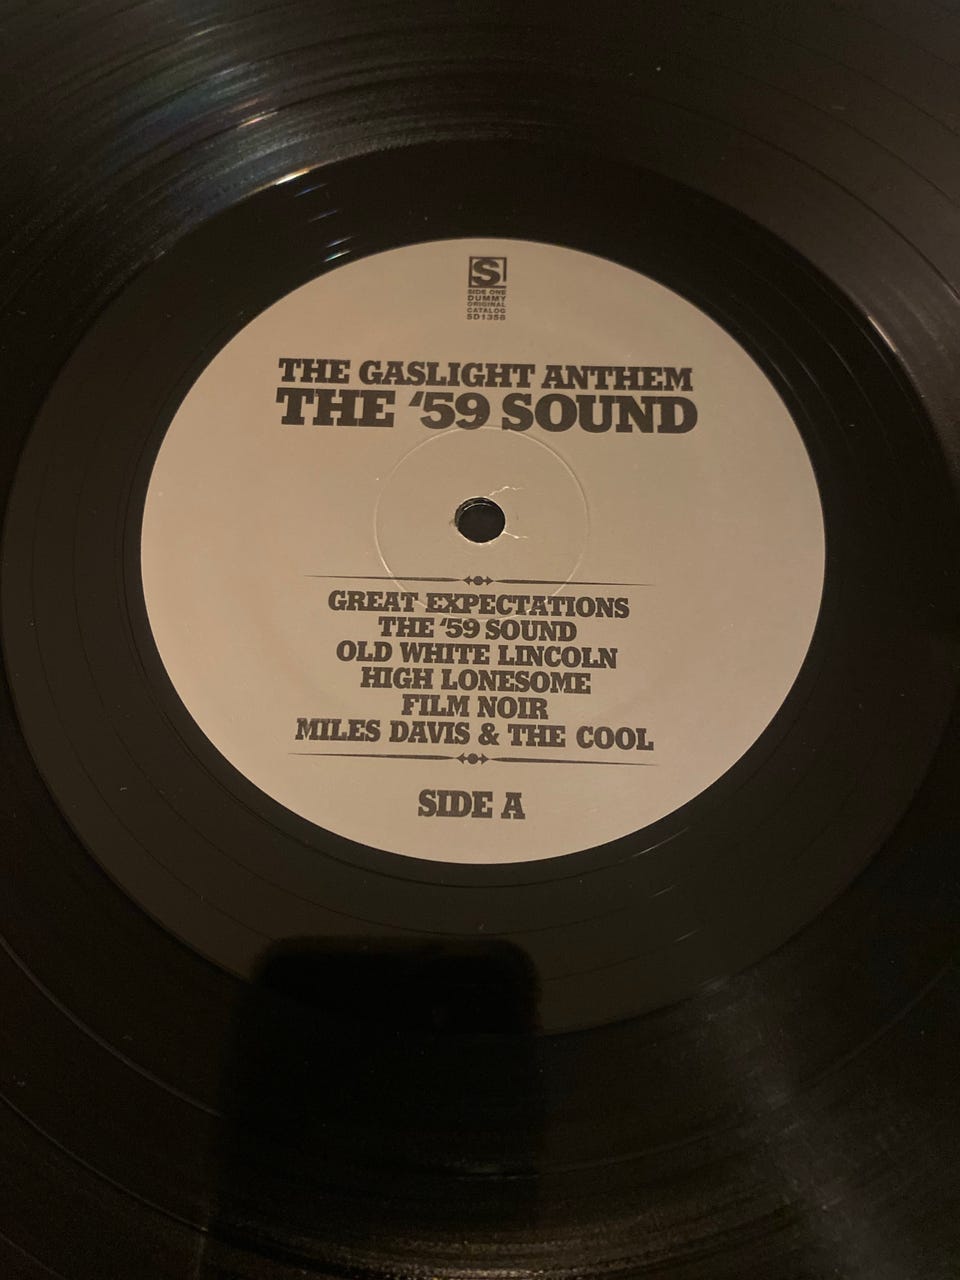 S
SIDE ONE
DUMMY
ORIGINAL
CATALOG
SD1358
THE GASLIGHT ANTHEM
THE ‘59 SOUND
GREAT EXPECTATIONS
THE ‘59 SOUND
OLD WHITE LINCOLN
HIGH LONESOME
FILM NOIR
MILES DAVIS & THE COOL
SIDE A